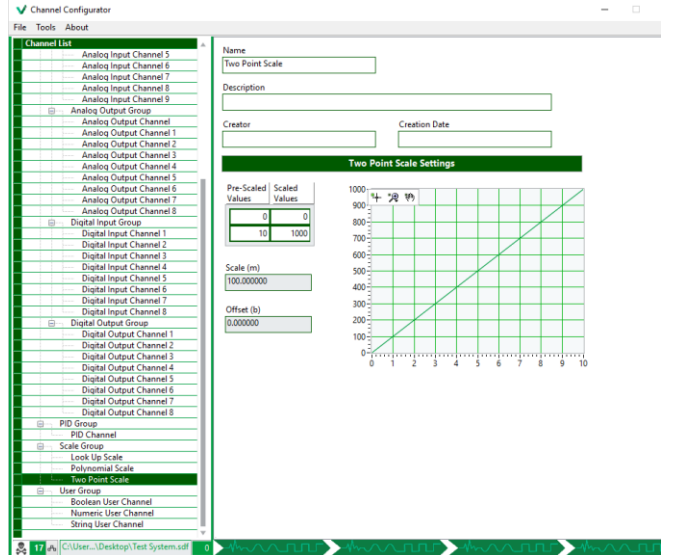 Channel Configurator
File Tools About
Channel List
Analog Input Channel 5
Analog Input Channel 6
Analog Input Channel 7
Analog Input Channel 8
Analog Input Channel 9
Analog Output Group
Analog Output Channel
Analog Output Channel 1
Analog Output Channel 2
Analog Output Channel 3
Analog Output Channel 4
Analog Output Channel 5
Analog Output Channel 6
Analog Output Channel 7
Analog Output Channel 8
Digital Input Group
Digital Input Channel 1
Digital Input Channel 2
Digital Input Channel 3
Digital Input Channel 4
Digital Input Channel 5
Digital Input Channel 6
Digital Input Channel 7
Digital Input Channel 8
Digital Output Group
Digital Output Channel 1
Digital Output Channel 2
Digital Output Channel 3
Digital Output Channel 4
Digital Output Channel 5
Digital Output Channel 6
Digital Output Channel 7
Digital Output Channel 8
PID Group
PID Channel
Scale Group
Look Up Scale
Polynomial Scale
Two Point Scale
User Group
Boolean User Channel
Numeric User Channel
String User Channel
17 C:\User...\Desktop\Test System.sdf 0
Name
Two Point Scale
Description
Creator Creation Date
Two Point Scale Settings
Pre-Scaled Scaled
Values Values
0 0
10 1000
Scale (m)
100.000000
Offset (b)
0.000000
1000
900
800
700
600
500
400
300
200
100
0
0 1 2 3 4 5 6 7 8 9 10